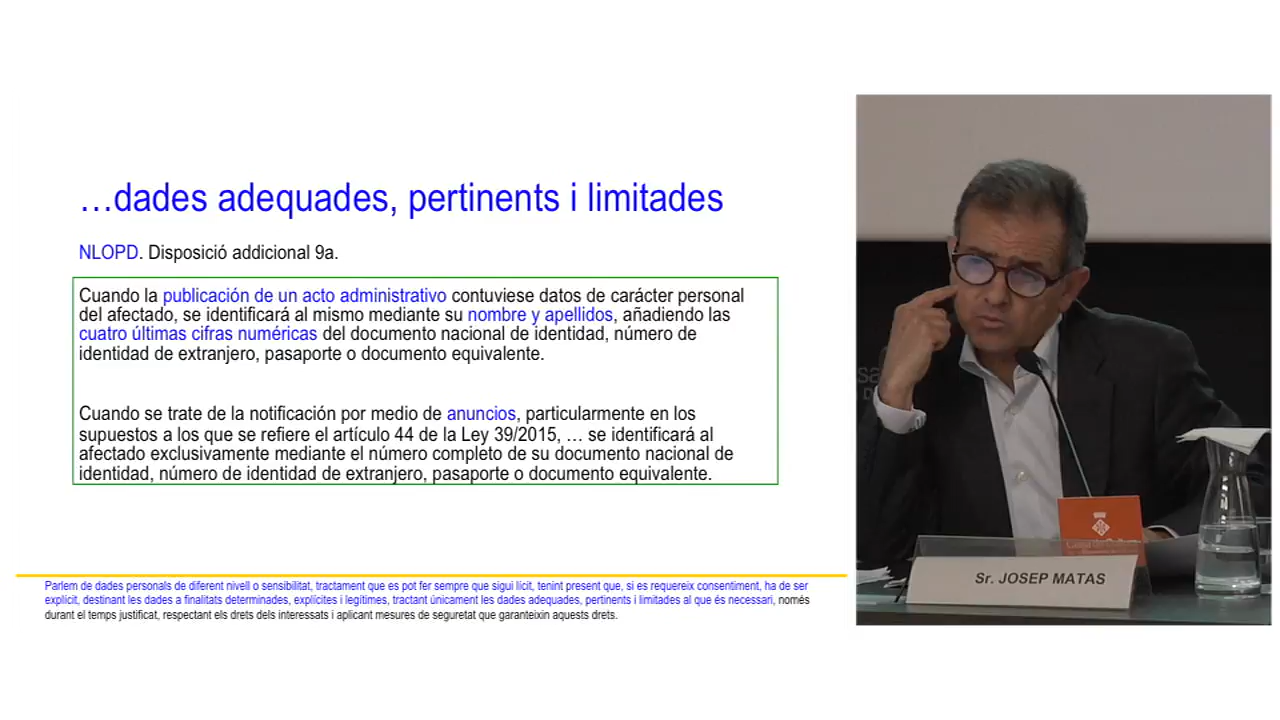 …dades adequades, pertinents i limitades
NLOPD. Disposició addicional 9a.
Cuando la publicación de un acto administrativo contuviese datos de carácter personal
del afectado, se identificará al mismo mediante su nombre y apellidos, añadiendo las
cuatro últimas cifras numéricas del documento nacional de identidad, número de
identidad de extranjero, pasaporte o documento equivalente.
Cuando se trate de la notificación por medio de anuncios, particularmente en los
supuestos a los que se refiere el artículo 44 de la Ley 39/2015, … se identificará al
afectado exclusivamente mediante el número completo de su documento nacional de
identidad, número de identidad de extranjero, pasaporte o documento equivalente.
Parlem de dades personals de diferent nivell o sensibilitat, tractament que es pot fer sempre que sigui lícit, tenint present que, si es requereix consentiment, ha de ser
explícit, destinant les dades a finalitats determinades, explícites i legítimes, tractant únicament les dades adequades, pertinents i limitades al que és necessari, només
durant el temps justificat, respectant els drets dels interessats i aplicant mesures de seguretat que garanteixin aquests drets.
Sr. JOSEP MATAS